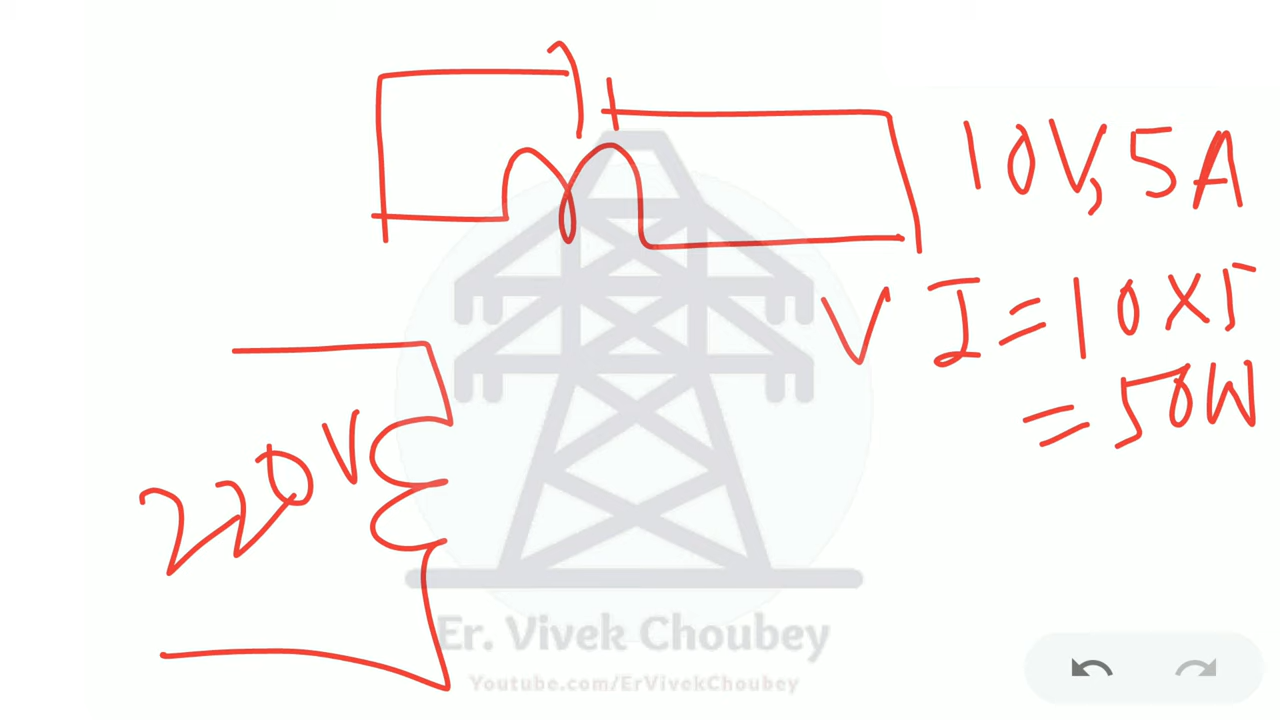 10V, 5A
VI = 10 X 5
= 50W
220V
Er. Vivek Choubey
Youtube.com/ErVivekChoubey